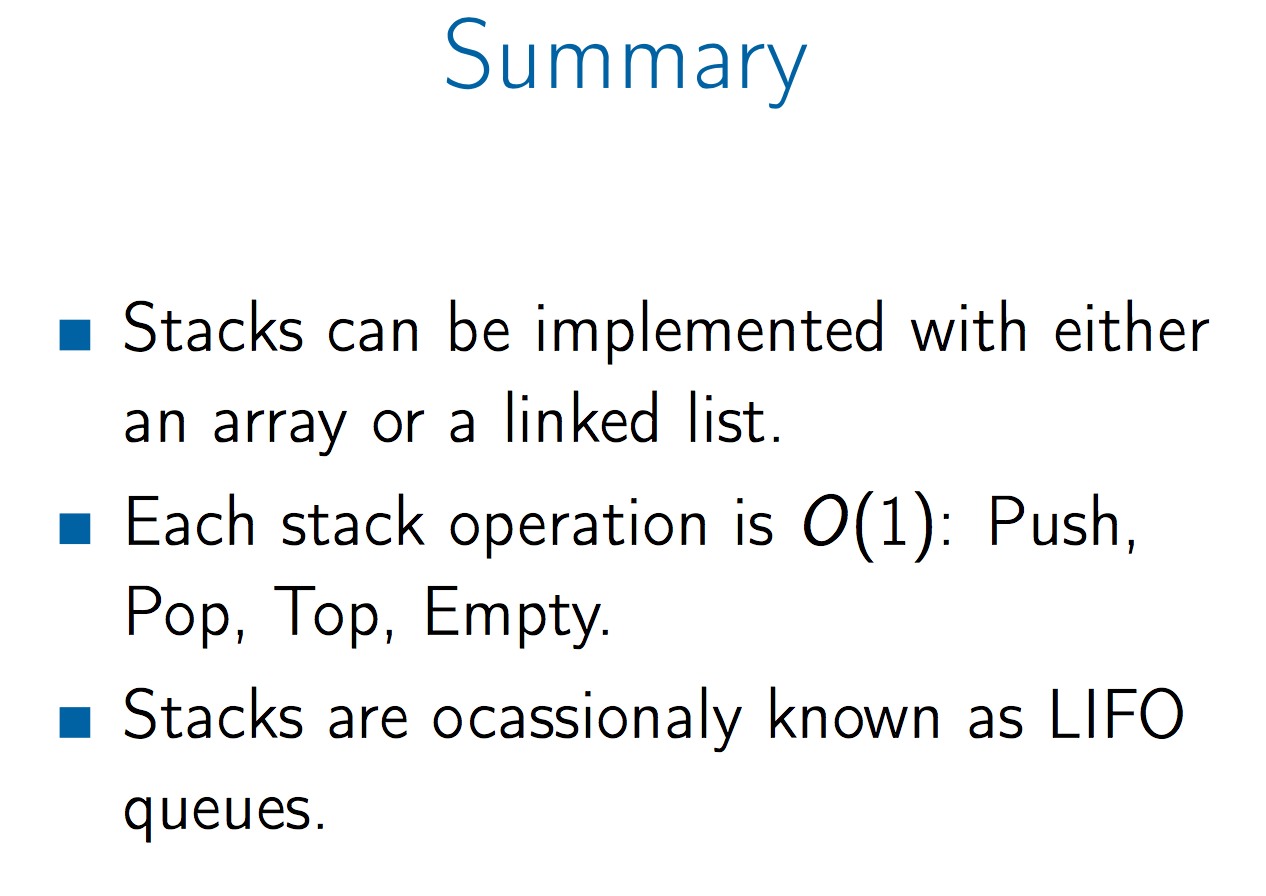 Summary
Stacks can be implemented with either
an array or a linked list.
Each stack operation is O(1): Push,
Pop, Top, Empty.
Stacks are ocassionaly known as LIFO
queues.